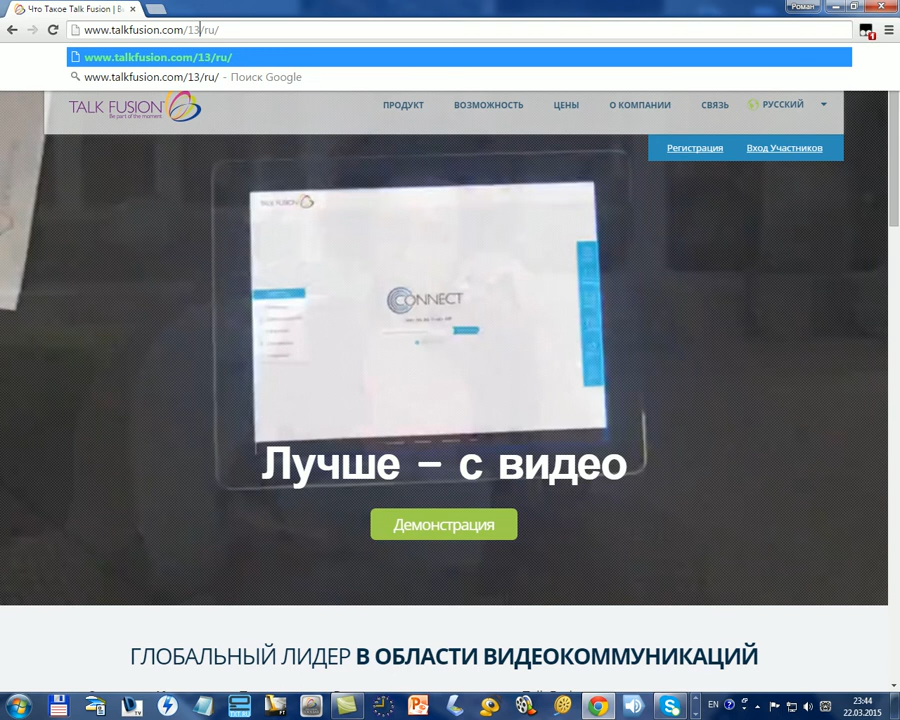 Что Такое Talk Fusion | В
Роман
www.talkfusion.com/13/ru/
www.talkfusion.com/13/ru/
www.talkfusion.com/13/ru/ - Поиск Google
TALK FUSION
Be part of the moment.
ПРОДУКТ ВОЗМОЖНОСТЬ ЦЕНЫ О КОМПАНИИ СВЯЗЬ РУССКИЙ
Регистрация Вход Участников
TALK FUSION
CONNECT
Лучше – с видео
Демонстрация
ГЛОБАЛЬНЫЙ ЛИДЕР В ОБЛАСТИ ВИДЕОКОММУНИКАЦИЙ
EN
23:44
22.03.2015